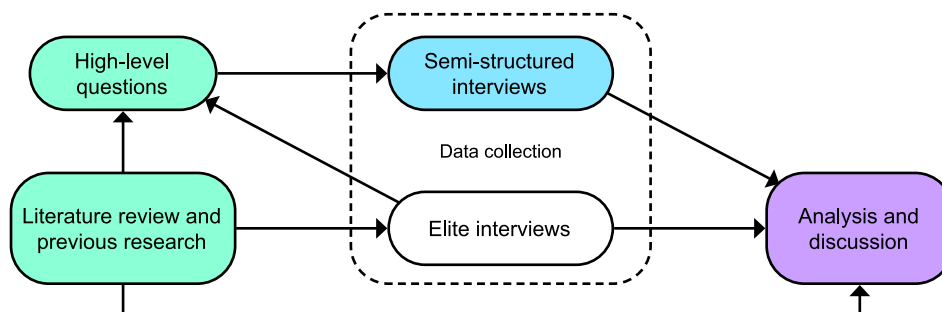 High-level
questions
Semi-structured
interviews
Data collection
Literature review and
previous research
Elite interviews
Analysis and
discussion